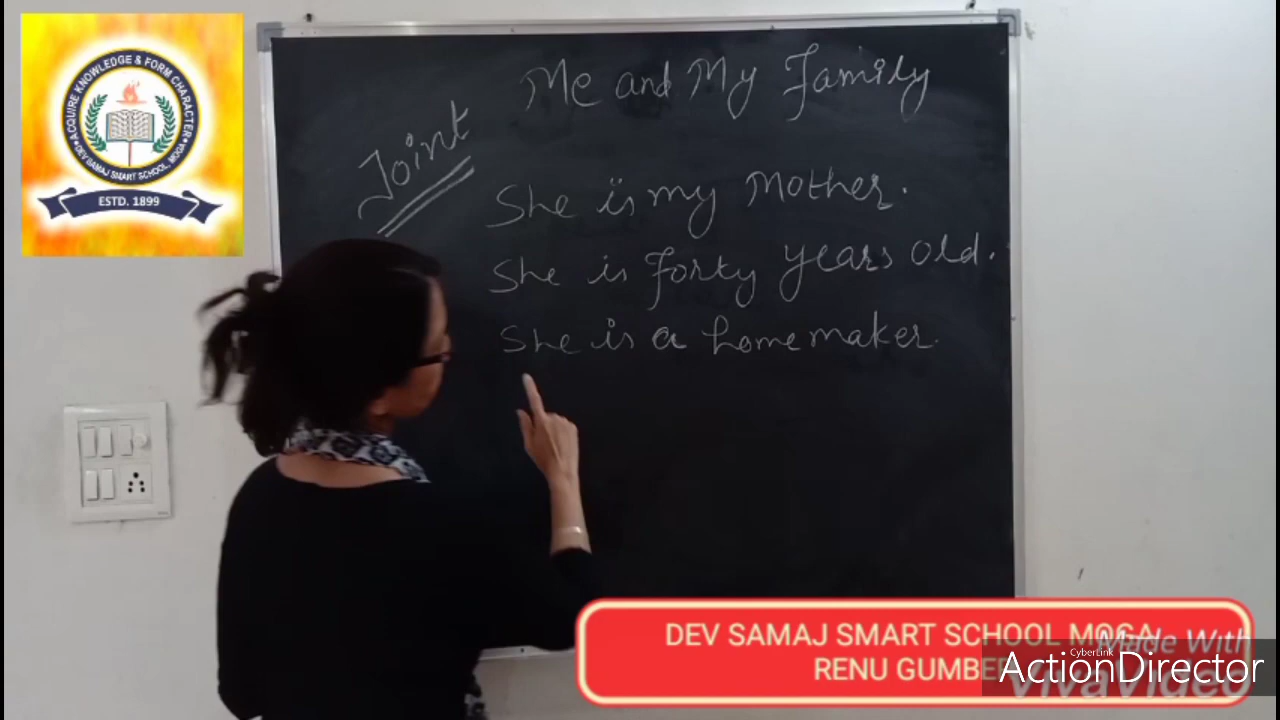 ACQUIRE KNOWLEDGE & FORM CHARACTER
DEV SAMAJ SMART SCHOOL, MOGA
ESTD. 1899
Me and My Family
Joint
She is my Mother.
She is Forty years old.
She is a homemaker.
DEV SAMAJ SMART SCHOOL MOGA
RENU
Made With
CyberLink
ActionDirector
VivaVideo